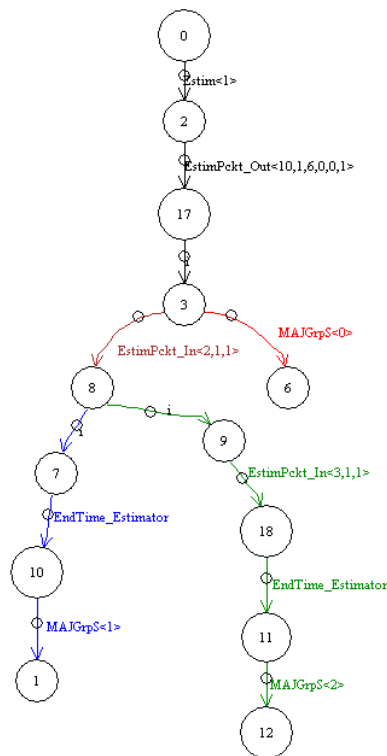 0
Estim<1>
2
EstimPckt_Out<10,1,6,0,0,1>
17
i
3
MAJGrpS<0>
EstimPckt_In<2,1,1>
8
6
i
i
9
7
EstimPckt_In<3,1,1>
EndTime_Estimator
18
10
EndTime_Estimator
MAJGrpS<1>
11
1
MAJGrpS<2>
12